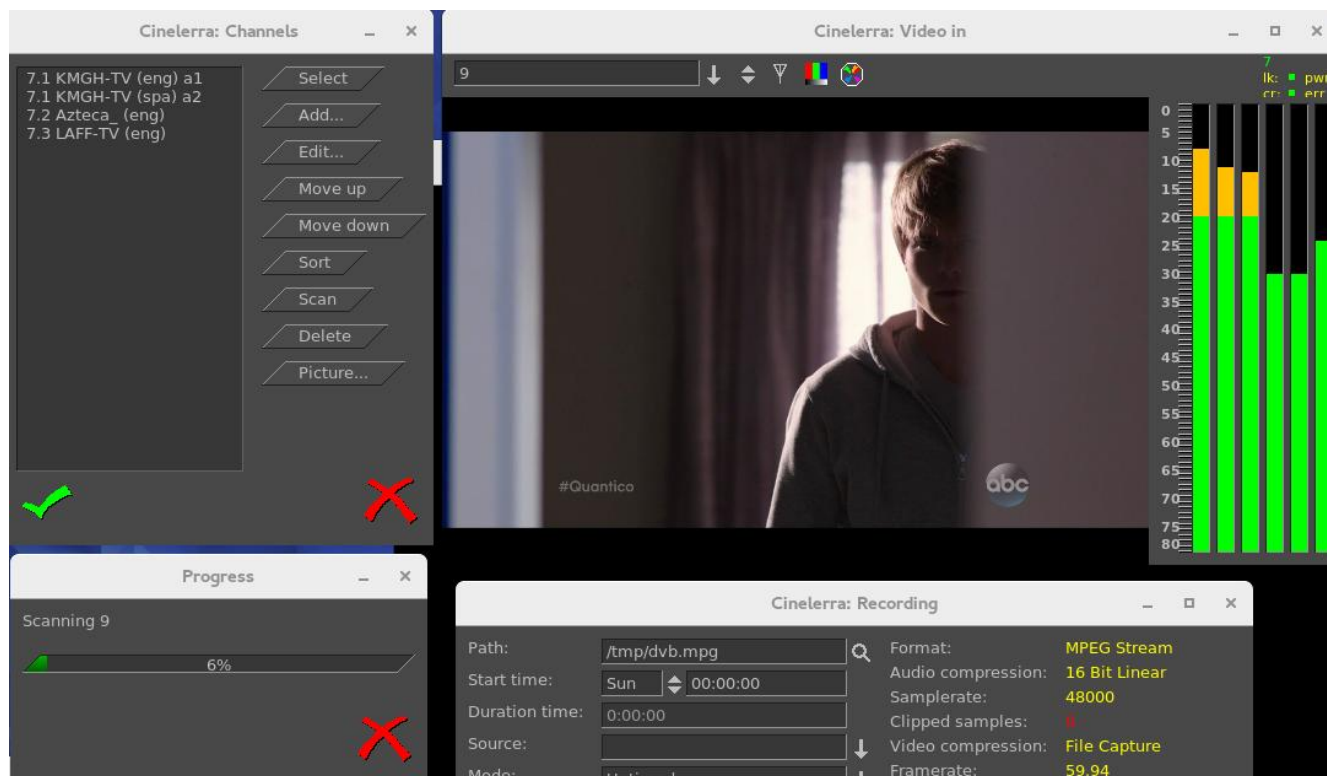 Cinelerra: Channels
7.1 KMGH-TV (eng) a1
7.1 KMGH-TV (spa) a2
7.2 Azteca_ (eng)
7.3 LAFF-TV (eng)
Select
Add...
Edit...
Move up
Move down
Sort
Scan
Delete
Picture...
Cinelerra: Video in
9
7
lk: pwr
cr: err
0
5
10
15
20
25
30
35
40
45
50
55
60
65
70
75
80
#Quantico
abc
Progress
Scanning 9
6%
Cinelerra: Recording
Path: /tmp/dvb.mpg
Start time: Sun 00:00:00
Duration time: 0:00:00
Source:
Mode:
Format: MPEG Stream
Audio compression: 16 Bit Linear
Samplerate: 48000
Clipped samples:
Video compression: File Capture
Framerate: 59.94